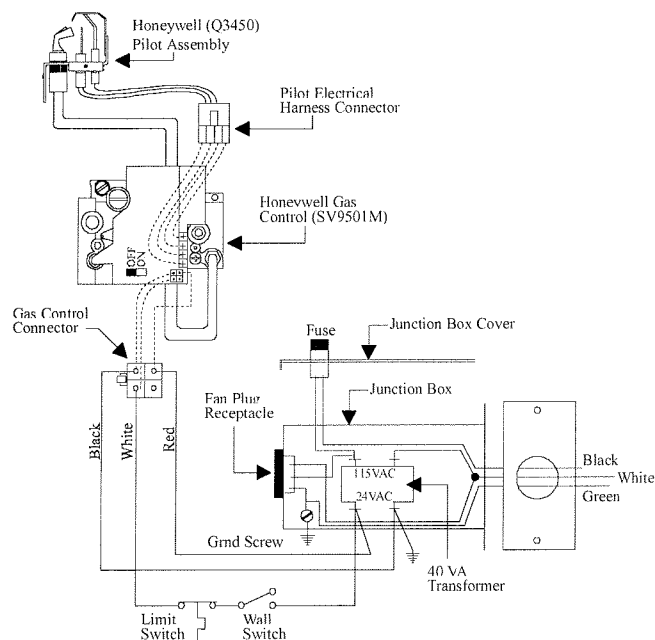 Honeywell (Q3450)
Pilot Assembly
Pilot Electrical
Harness Connector
Honevwell Gas
Control (SV9501M)
OFF
ON
Gas Control
Connector
Fuse
Junction Box Cover
Fan Plug
Receptacle
Junction Box
Black
White
Red
115VAC
24VAC
Black
White
Green
Grnd Screw
40 VA
Transformer
Limit
Switch
Wall
Switch